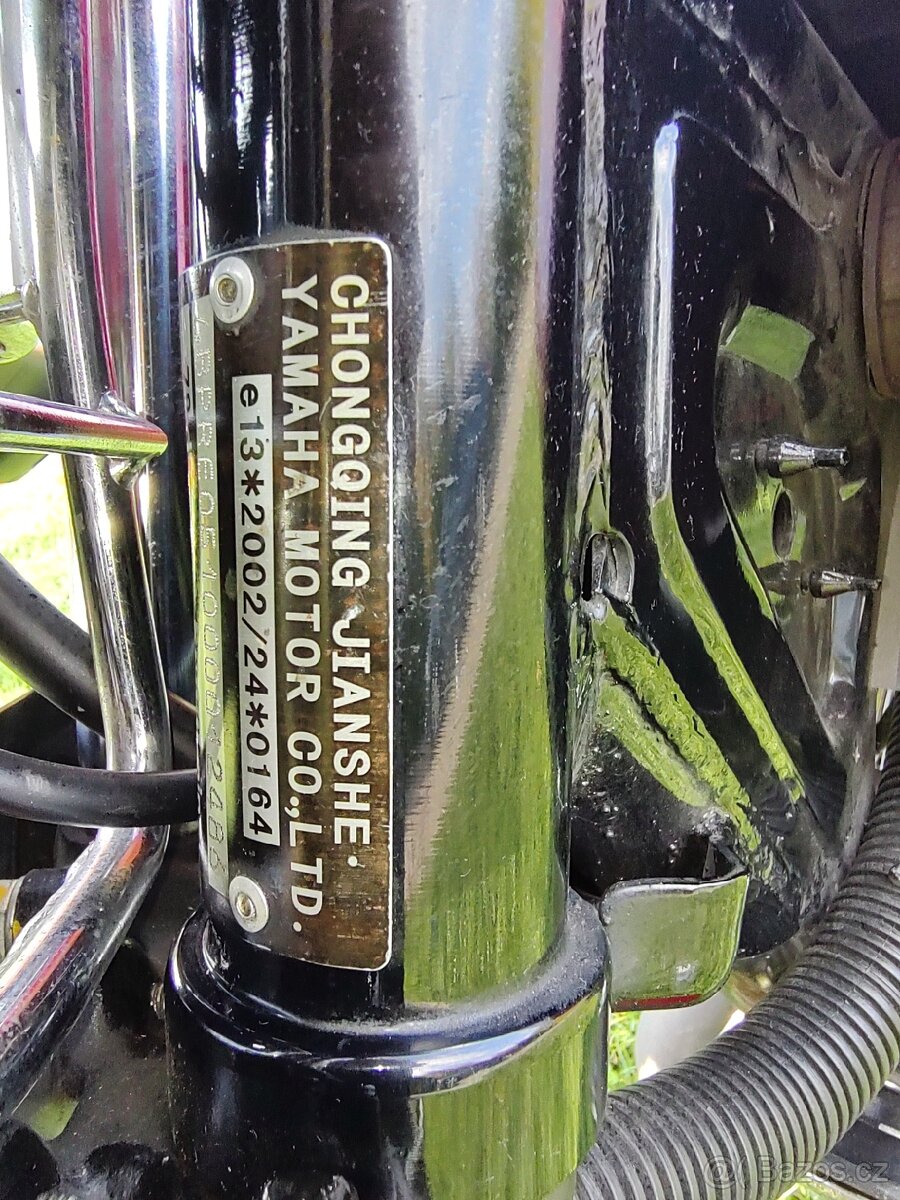 CHONGQING JIANSHE·
YAMAHA MOTOR CO.,LTD.
e13*2002/24*0164
Bazos.cz